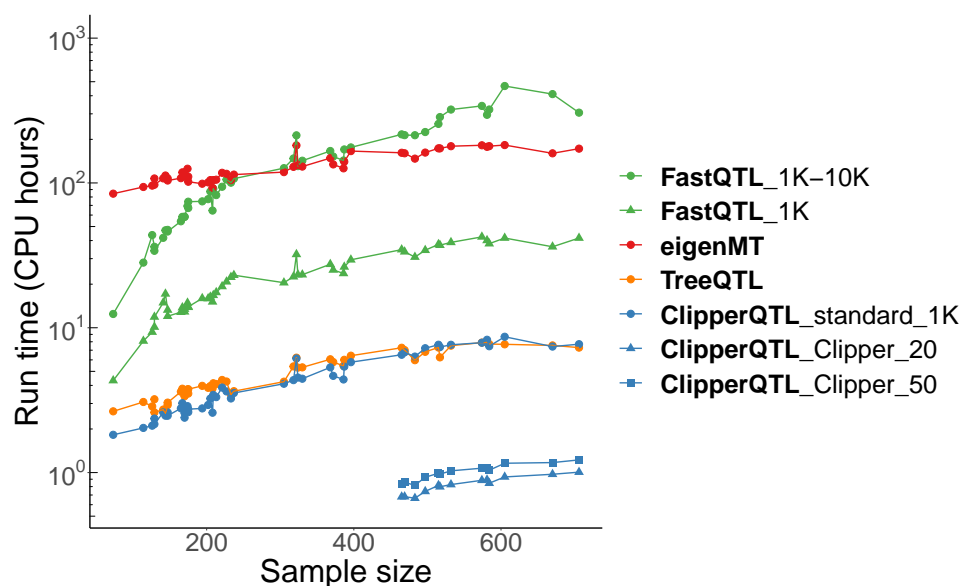 10³
10²
10¹
10⁰
Run time (CPU hours)
200
400
600
Sample size
FastQTL_1K−10K
FastQTL_1K
eigenMT
TreeQTL
ClipperQTL_standard_1K
ClipperQTL_Clipper_20
ClipperQTL_Clipper_50